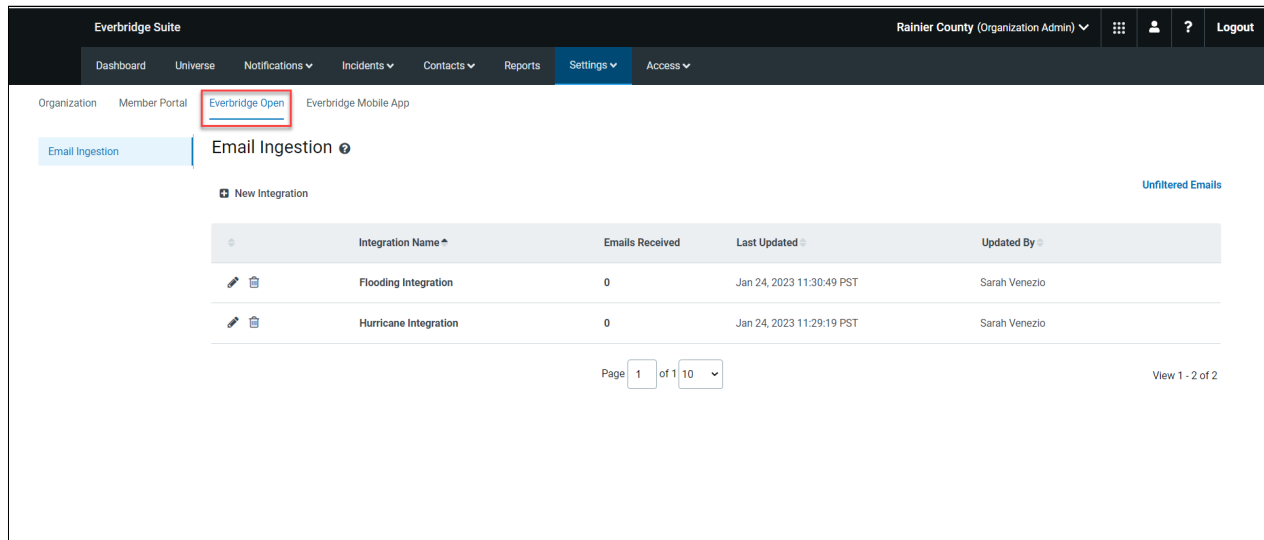 Everbridge Suite
Rainier County (Organization Admin)
?
Logout
Dashboard Universe Notifications Incidents Contacts Reports Settings Access
Organization Member Portal Everbridge Open Everbridge Mobile App
Email Ingestion
Email Ingestion ?
New Integration
Unfiltered Emails
Integration Name Emails Received Last Updated Updated By
Flooding Integration 0 Jan 24, 2023 11:30:49 PST Sarah Venezio
Hurricane Integration 0 Jan 24, 2023 11:29:19 PST Sarah Venezio
Page 1 of 1 10
View 1 - 2 of 2